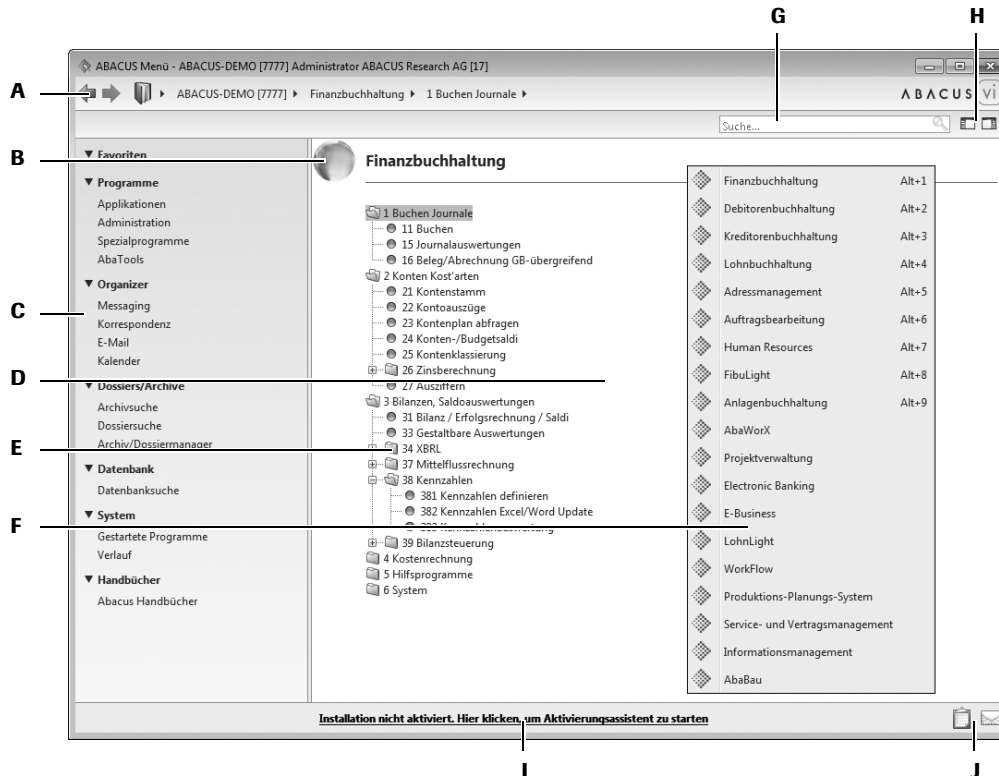 G
H
ABACUS Menü - ABACUS-DEMO [7777] Administrator ABACUS Research AG [17]
A
ABACUS-DEMO [7777]
Finanzbuchhaltung
1 Buchen Journale
ABACUS vi
Suche...
B
Favoriten
Programme
Applikationen
Administration
Spezialprogramme
AbaTools
Organizer
C
Messaging
Korrespondenz
E-Mail
Kalender
D
Dossiers/Archive
Archivsuche
Dossiersuche
Archiv/Dossiermanager
E
Datenbank
Datenbanksuche
System
F
Gestartete Programme
Verlauf
Handbücher
Abacus Handbücher
Finanzbuchhaltung
1 Buchen Journale
11 Buchen
15 Journalauswertungen
16 Beleg/Abrechnung GB-übergreifend
2 Konten Kost'arten
21 Kontenstamm
22 Kontoauszüge
23 Kontenplan abfragen
24 Konten-/Budgetsaldi
25 Kontenklassierung
26 Zinsberechnung
27 Ausziffern
3 Bilanzen, Saldoauswertungen
31 Bilanz / Erfolgsrechnung / Saldi
33 Gestaltbare Auswertungen
34 XBRL
37 Mittelflussrechnung
38 Kennzahlen
381 Kennzahlen definieren
382 Kennzahlen Excel/Word Update
383 Kennzahlenauswertung
39 Bilanzsteuerung
4 Kostenrechnung
5 Hilfsprogramme
6 System
Finanzbuchhaltung Alt+1
Debitorenbuchhaltung Alt+2
Kreditorenbuchhaltung Alt+3
Lohnbuchhaltung Alt+4
Adressmanagement Alt+5
Auftragsbearbeitung Alt+6
Human Resources Alt+7
FibuLight Alt+8
Anlagenbuchhaltung Alt+9
AbaWorX
Projektverwaltung
Electronic Banking
E-Business
LohnLight
WorkFlow
Produktions-Planungs-System
Service- und Vertragsmanagement
Informationsmanagement
AbaBau
Installation nicht aktiviert. Hier klicken, um Aktivierungsassistent zu starten
I
J